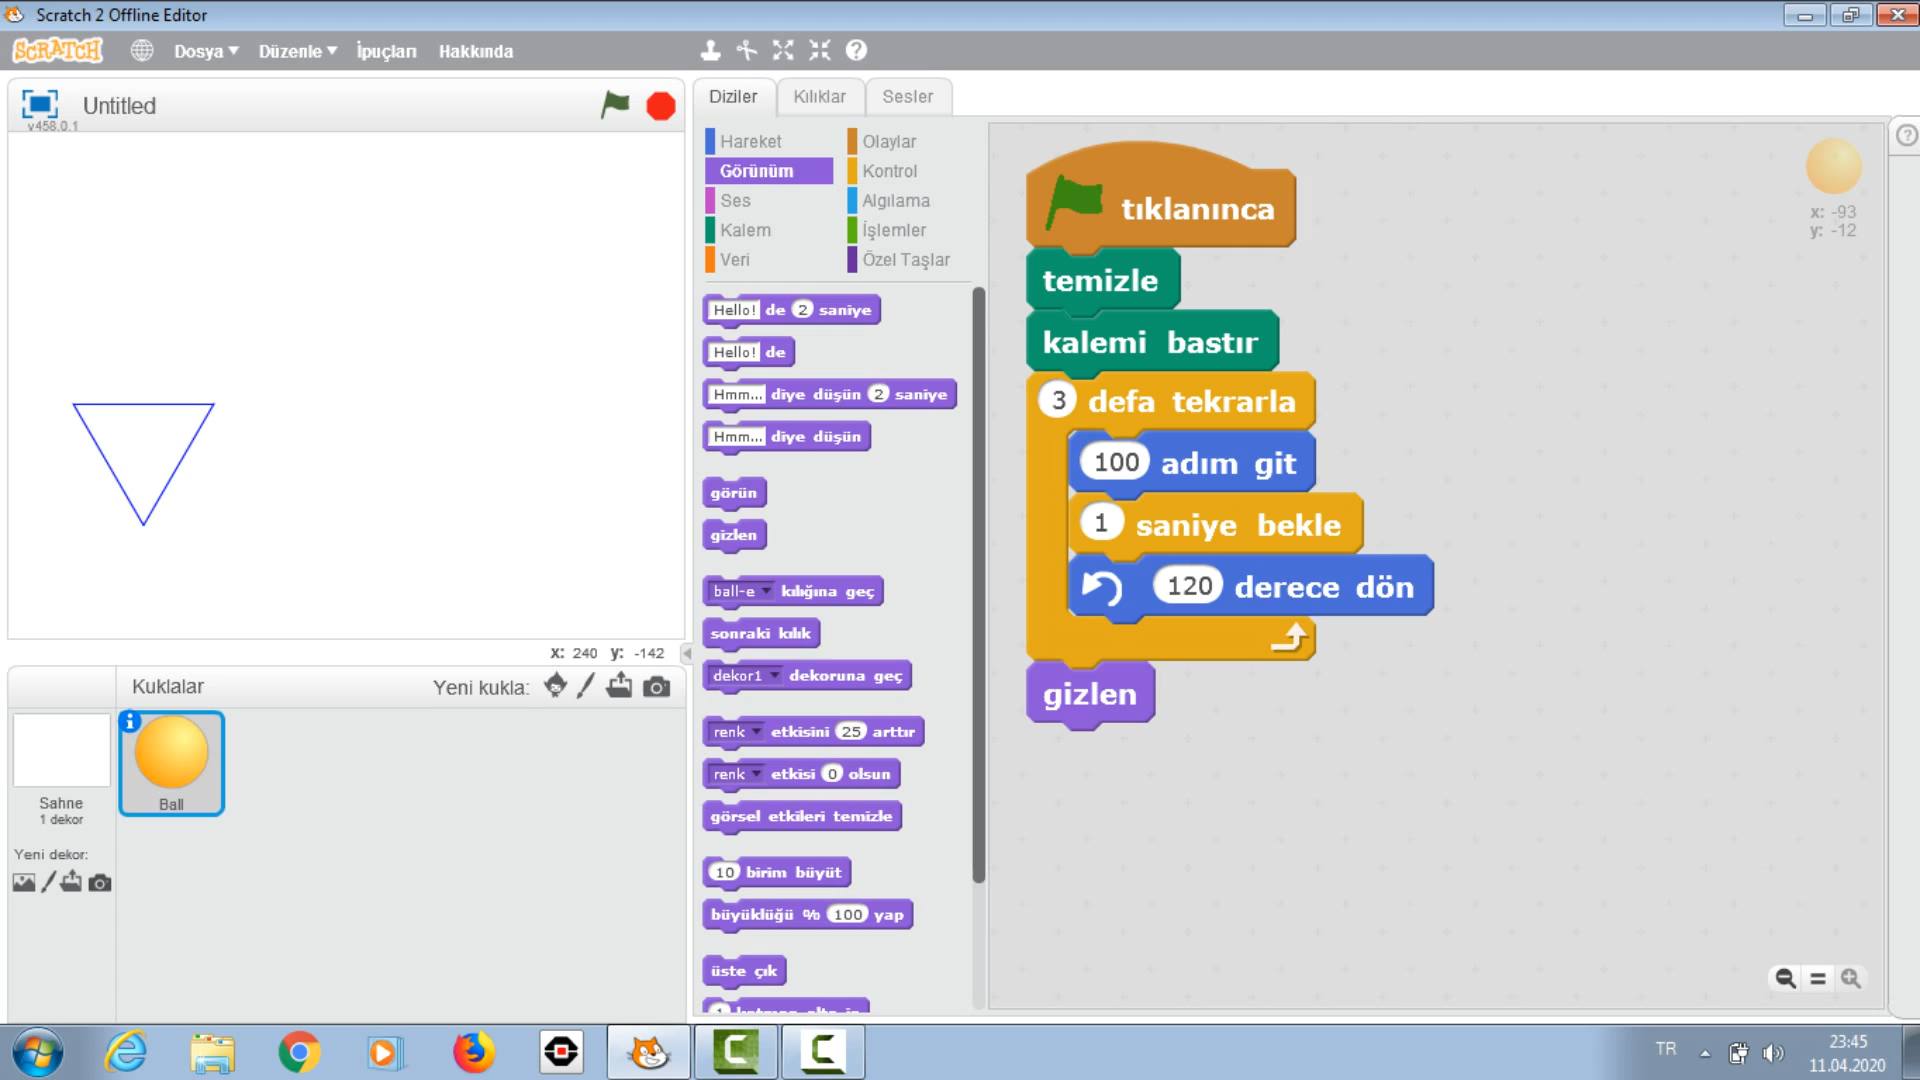 Scratch 2 Offline Editor
SCRATCH
Dosya
Düzenle
İpuçları
Hakkında
Untitled
v458.0.1
Diziler
Kılıklar
Sesler
Hareket
Olaylar
Görünüm
Kontrol
Ses
Algılama
Kalem
İşlemler
Veri
Özel Taşlar
Hello! de 2 saniye
Hello! de
Hmm... diye düşün 2 saniye
Hmm... diye düşün
görün
gizlen
ball-e kılığına geç
sonraki kılık
dekor1 dekoruna geç
renk etkisini 25 arttır
renk etkisi 0 olsun
görsel etkileri temizle
10 birim büyüt
büyüklüğü % 100 yap
üste çık
tıklanınca
temizle
kalemi bastır
3 defa tekrarla
100 adım git
1 saniye bekle
120 derece dön
gizlen
x: -93
y: -12
x: 240 y: -142
Kuklalar
Yeni kukla:
Sahne
1 dekor
Yeni dekor:
Ball
TR
23:45
11.04.2020